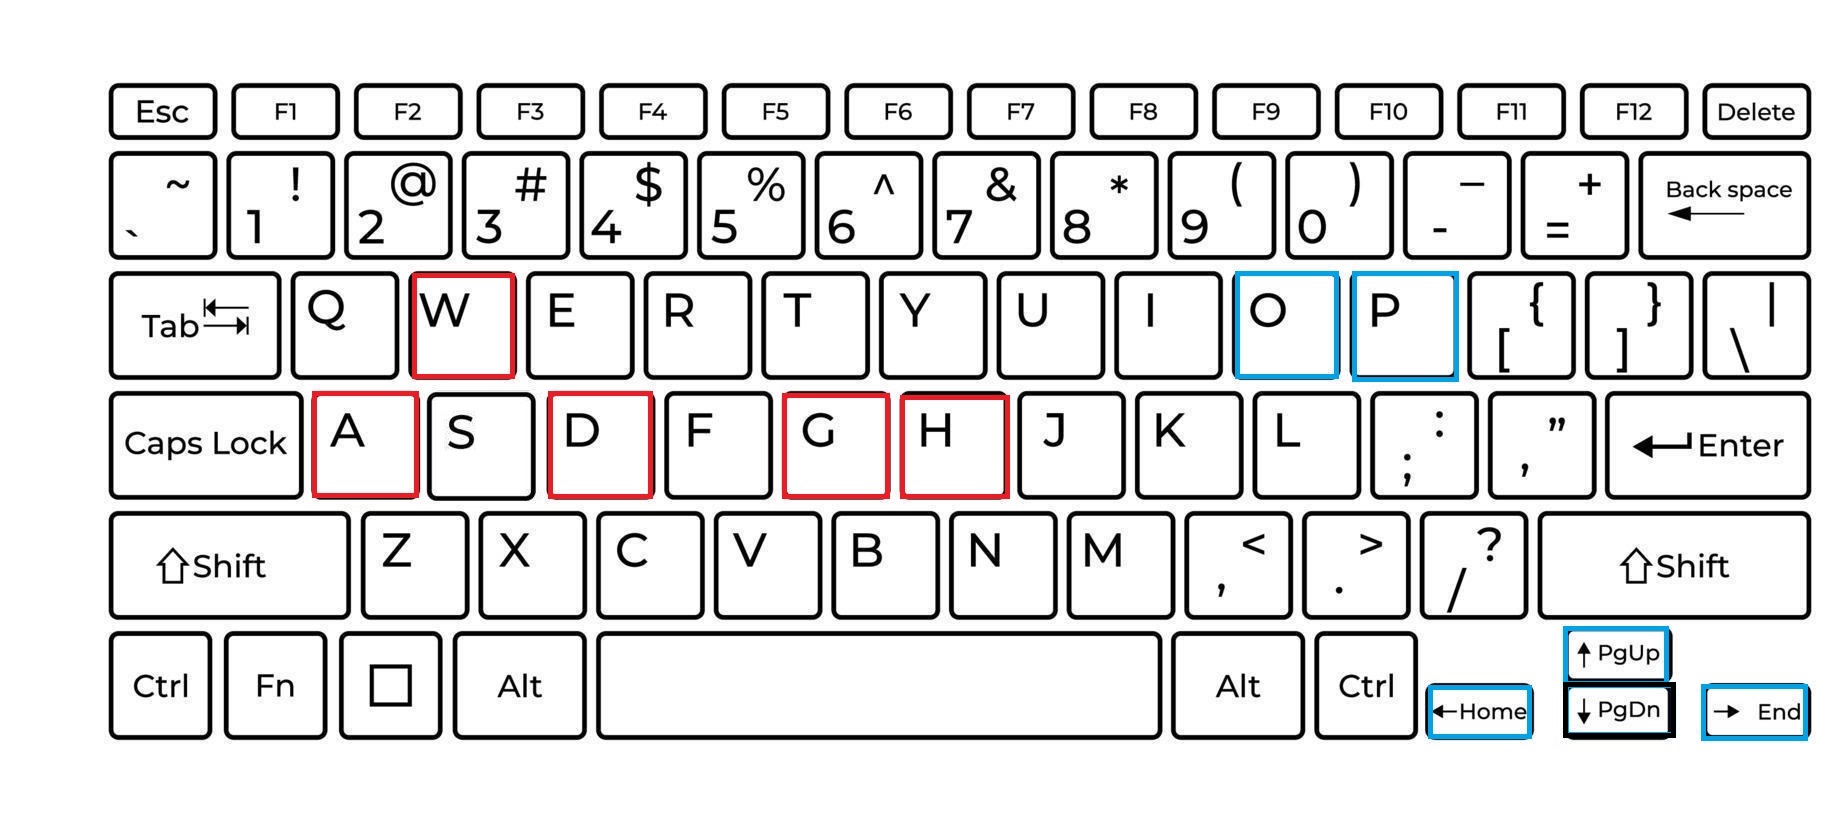 Esc F1 F2 F3 F4 F5 F6 F7 F8 F9 F10 F11 F12 Delete
~ ! @ # $ % ^ & * ( ) – + Back space
` 1 2 3 4 5 6 7 8 9 0 - = ←
Tab Q W E R T Y U I O P { } |
[ ] \
Caps Lock A S D F G H J K L : ” Enter
; ,
Shift Z X C V B N M < > ? Shift
, . /
↑ PgUp
Ctrl Fn Alt Alt Ctrl ←Home ↓ PgDn → End